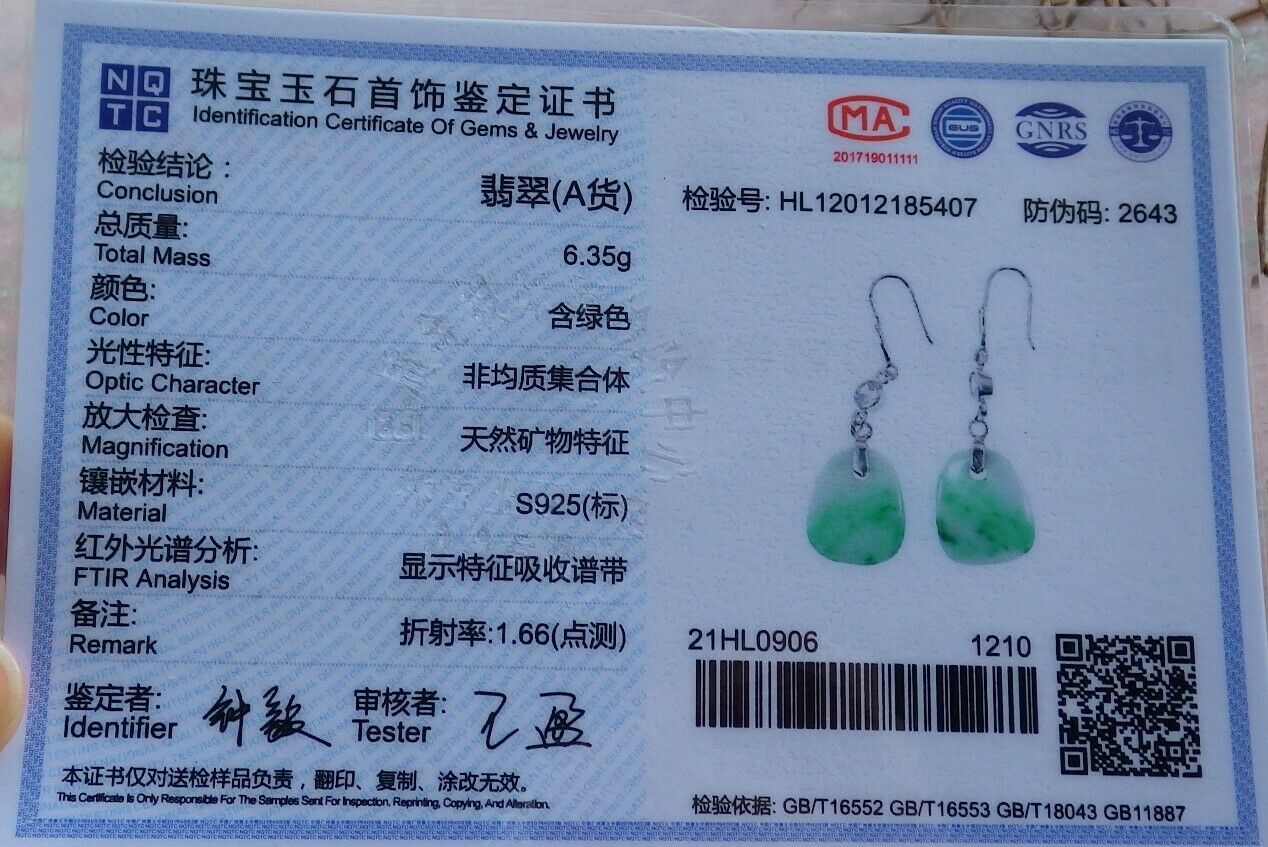 NQ
TC
珠宝玉石首饰鉴定证书
Identification Certificate Of Gems & Jewelry
检验结论:
Conclusion
翡翠(A货)
总质量:
Total Mass
6.35g
颜色:
Color
含绿色
光性特征:
Optic Character
非均质集合体
放大检查:
Magnification
天然矿物特征
镶嵌材料:
Material
S925(标)
红外光谱分析:
FTIR Analysis
显示特征吸收谱带
备注:
Remark
折射率:1.66(点测)
鉴定者:
Identifier
审核者:
Tester
本证书仅对送检样品负责，翻印、复制、涂改无效。
This Certificate Is Only Responsible For The Samples Sent For Inspection, Reprinting, Copying, And Alteration.
MA
201719011111
GNRS
检验号: HL12012185407
防伪码: 2643
21HL0906
1210
检验依据: GB/T16552 GB/T16553 GB/T18043 GB11887